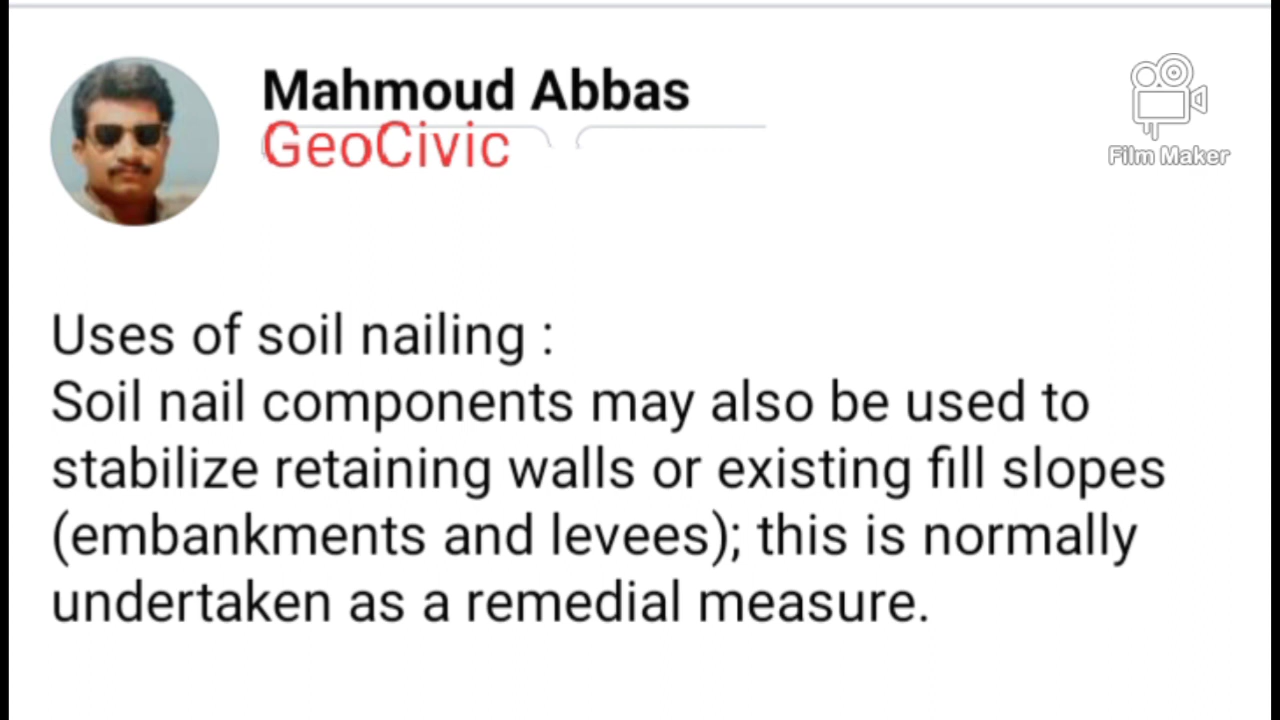 Mahmoud Abbas
GeoCivic
Film Maker
Uses of soil nailing :
Soil nail components may also be used to
stabilize retaining walls or existing fill slopes
(embankments and levees); this is normally
undertaken as a remedial measure.